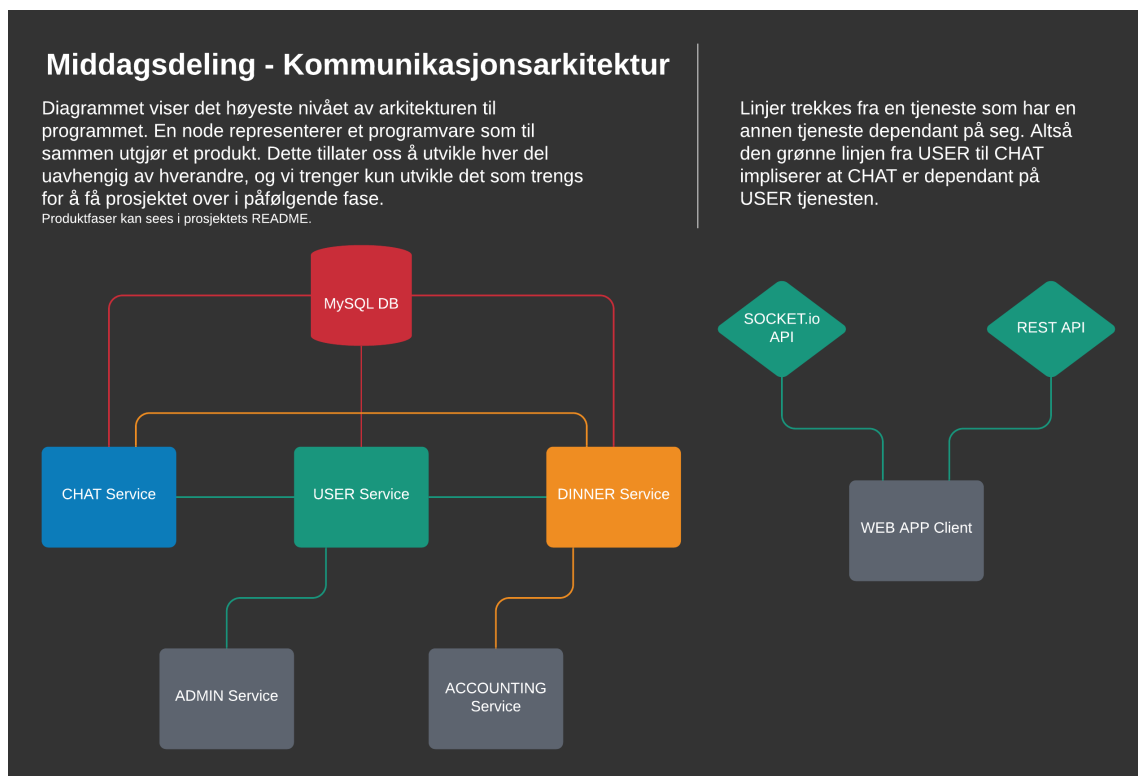 Middagsdeling - Kommunikasjonsarkitektur
Diagrammet viser det høyeste nivået av arkitekturen til
programmet. En node representerer et programvare som til
sammen utgjør et produkt. Dette tillater oss å utvikle hver del
uavhengig av hverandre, og vi trenger kun utvikle det som trengs
for å få prosjektet over i påfølgende fase.
Produktfaser kan sees i prosjektets README.
Linjer trekkes fra en tjeneste som har en
annen tjeneste dependant på seg. Altså
den grønne linjen fra USER til CHAT
impliserer at CHAT er dependant på
USER tjenesten.
MySQL DB
SOCKET.io
API
REST API
CHAT Service
USER Service
DINNER Service
WEB APP Client
ADMIN Service
ACCOUNTING
Service